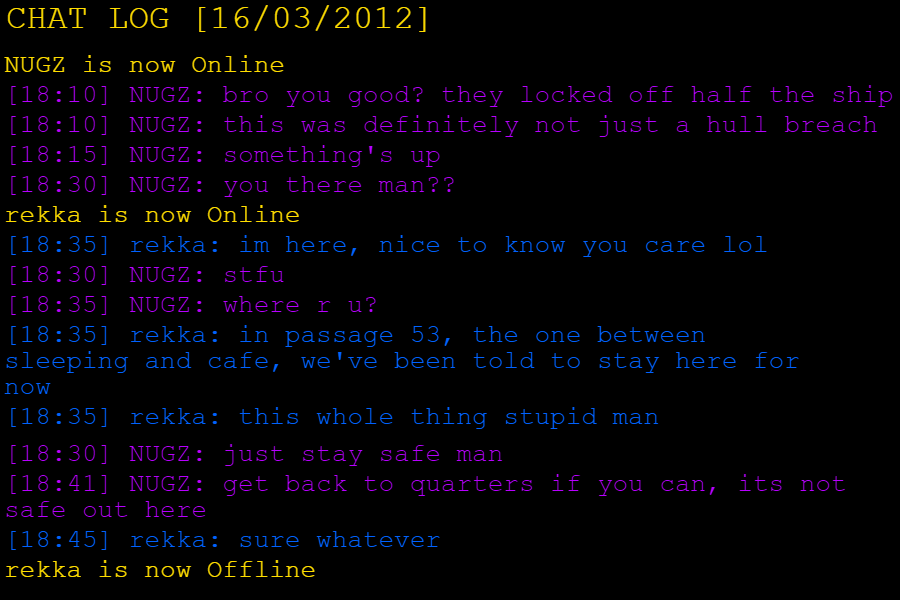 CHAT LOG [16/03/2012]
NUGZ is now Online
[18:10] NUGZ: bro you good? they locked off half the ship
[18:10] NUGZ: this was definitely not just a hull breach
[18:15] NUGZ: something's up
[18:30] NUGZ: you there man??
rekka is now Online
[18:35] rekka: im here, nice to know you care lol
[18:30] NUGZ: stfu
[18:35] NUGZ: where r u?
[18:35] rekka: in passage 53, the one between
sleeping and cafe, we've been told to stay here for
now
[18:35] rekka: this whole thing stupid man
[18:30] NUGZ: just stay safe man
[18:41] NUGZ: get back to quarters if you can, its not
safe out here
[18:45] rekka: sure whatever
rekka is now Offline